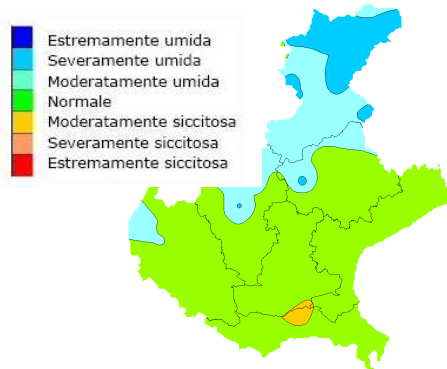 Estremamente umida
Severamente umida
Moderatamente umida
Normale
Moderatamente siccitosa
Severamente siccitosa
Estremamente siccitosa